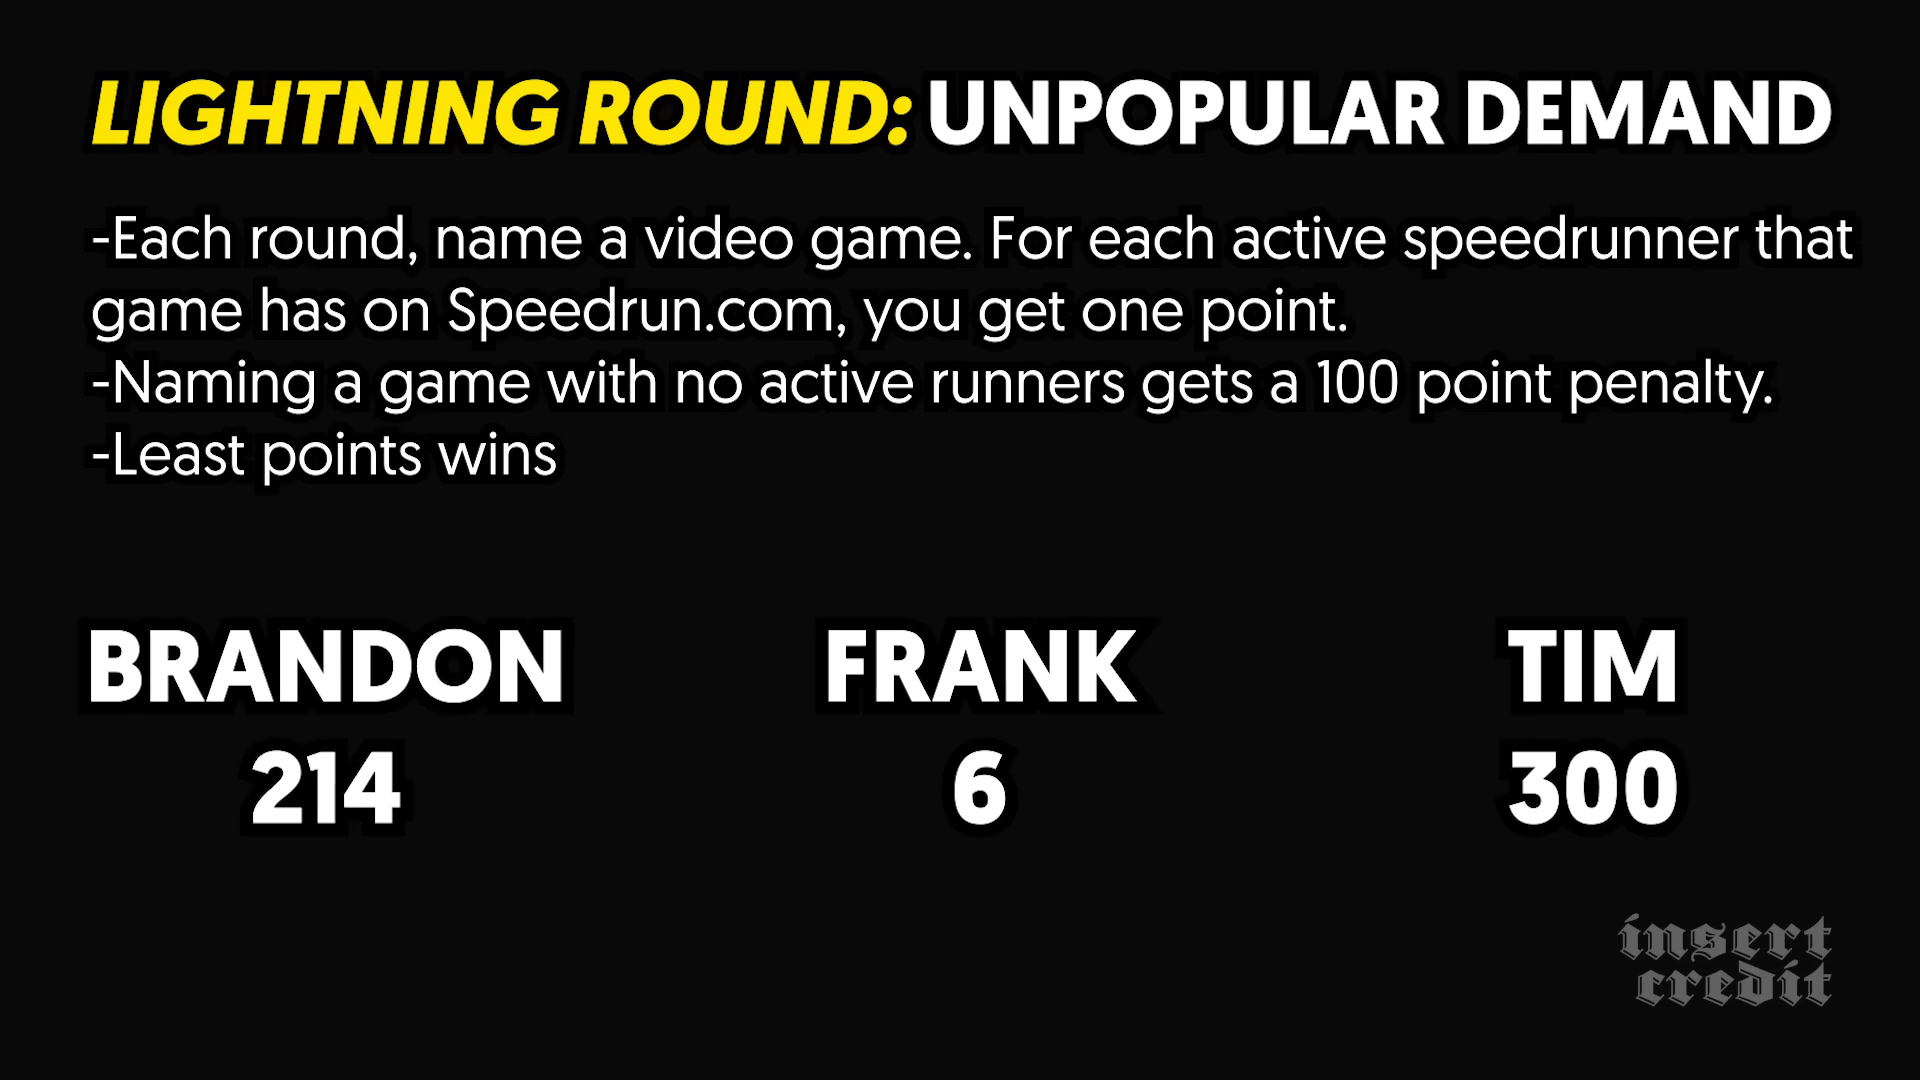 LIGHTNING ROUND: UNPOPULAR DEMAND
-Each round, name a video game. For each active speedrunner that
game has on Speedrun.com, you get one point.
-Naming a game with no active runners gets a 100 point penalty.
-Least points wins
BRANDON FRANK TIM
214 6 300
insert
credit